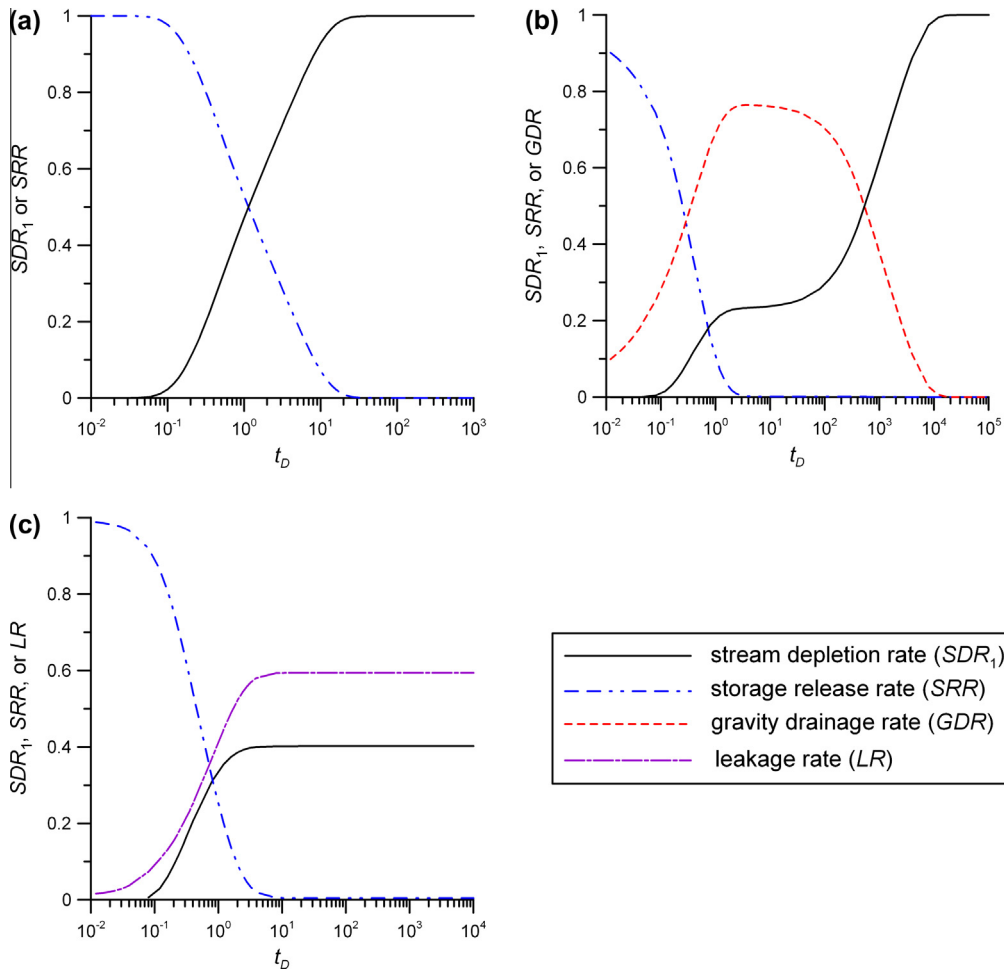 (a)
1
0.8
0.6
0.4
0.2
0
SDR₁ or SRR
10⁻² 10⁻¹ 10⁰ 10¹ 10² 10³
t_D
(b)
1
0.8
0.6
0.4
0.2
0
SDR₁, SRR, or GDR
10⁻² 10⁻¹ 10⁰ 10¹ 10² 10³ 10⁴ 10⁵
t_D
(c)
1
0.8
0.6
0.4
0.2
0
SDR₁, SRR, or LR
10⁻² 10⁻¹ 10⁰ 10¹ 10² 10³ 10⁴
t_D
stream depletion rate (SDR₁)
storage release rate (SRR)
gravity drainage rate (GDR)
leakage rate (LR)